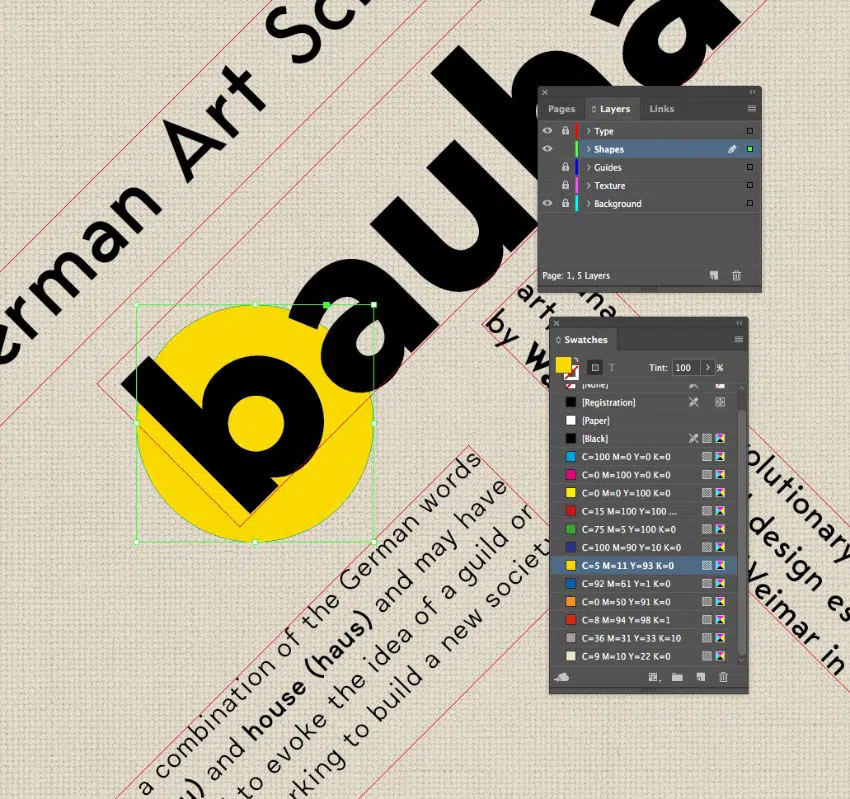 erman Art Sc
bauha
Pages
Layers
Links
Type
Shapes
Guides
Texture
Background
Page: 1, 5 Layers
art
by Wa
Swatches
T
Tint: 100 %
[None]
[Registration]
[Paper]
[Black]
C=100 M=0 Y=0 K=0
C=0 M=100 Y=0 K=0
C=0 M=0 Y=100 K=0
C=15 M=100 Y=100 ...
C=75 M=5 Y=100 K=0
C=100 M=90 Y=10 K=0
C=5 M=11 Y=93 K=0
C=92 M=61 Y=1 K=0
C=0 M=50 Y=91 K=0
C=8 M=94 Y=98 K=1
C=36 M=31 Y=33 K=10
C=9 M=10 Y=22 K=0
a combination of the German words
u) and house (haus) and may have
to evoke the idea of a guild or
rking to build a new society
olutionary
design es
Weimar in